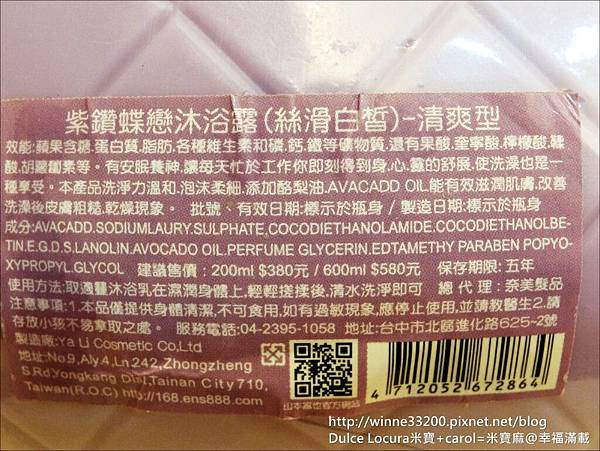 紫鑽蝶戀沐浴露(絲滑白皙)-清爽型
效能:蘋果含糖.蛋白質.脂肪.各種維生素和磷.鈣.鐵等礦物質.還有果酸.奎寧酸.檸檬酸.鞣
酸.胡蘿蔔素等。有安眠養神.讓每天忙於工作你即刻得到身.心.靈的舒展.使洗澡也是一
種享受。本產品洗淨力溫和.泡沫柔細.添加酪梨油.AVACADD OIL能有效滋潤肌膚.改善
洗澡後皮膚粗糙.乾燥現象。 批號、有效日期:標示於瓶身/製造日期:標示於瓶身
成分:AVACADD.SODIUMLAURY.SULPHATE,COCODIETHANOLAMIDE.COCODIETHANOLBE-
TIN.E.G.D.S.LANOLIN.AVOCADO OIL.PERFUME GLYCERIN.EDTAMETHY PARABEN POPYO-
XYPROPYL.GLYCOL 建議售價：200ml $380元 / 600ml $580元 保存期限：五年
使用方法:取適量沐浴乳在濕潤身體上,輕輕搓揉後,清水洗淨即可 總 代 理：奈美髮品
注意事項:1.本品僅提供身體清潔,不可食用,如有過敏現象,應停止使用,並請教醫生2.請
存放小孩不易拿取之處。 服務電話:04-2395-1058 地址:台中市北區進化路625-2號
製造廠:Ya Li Cosmetic Co.,Ltd
地址:No.9,Aly.4,Ln.242,Zhongzheng
S.Rd,Yongkang Dist,Tainan City710,
Taiwan(R.O.C) http://168.ens888.com
4 712052 672864
http://winne33200.pixnet.net/blog
Dulce Locura米寶+carol=米寶麻@幸福滿載